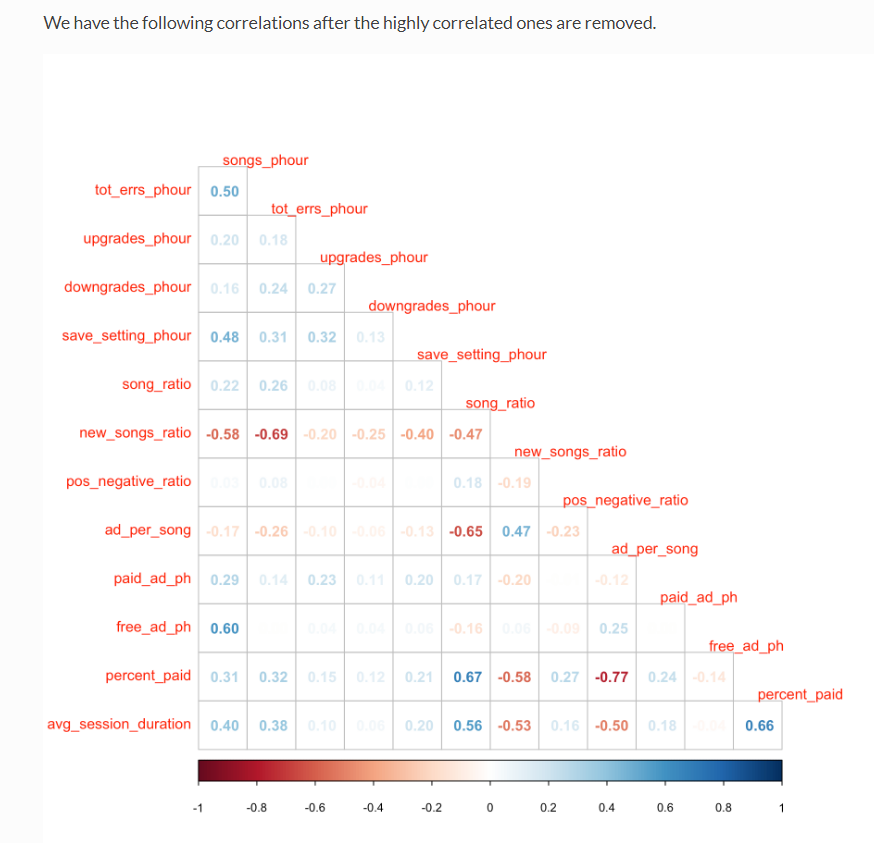 We have the following correlations after the highly correlated ones are removed.
songs_phour
tot_errs_phour 0.50
tot_errs_phour
upgrades_phour 0.20 0.18
upgrades_phour
downgrades_phour 0.16 0.24 0.27
downgrades_phour
save_setting_phour 0.48 0.31 0.32 0.13
save_setting_phour
song_ratio 0.22 0.26 0.08 0.04 0.12
song_ratio
new_songs_ratio -0.58 -0.69 -0.20 -0.25 -0.40 -0.47
new_songs_ratio
pos_negative_ratio 0.03 0.08 -0.04 0.18 -0.19
pos_negative_ratio
ad_per_song -0.17 -0.26 -0.10 -0.06 -0.13 -0.65 0.47 -0.23
ad_per_song
paid_ad_ph 0.29 0.14 0.23 0.11 0.20 0.17 -0.20 -0.12
paid_ad_ph
free_ad_ph 0.60 0.04 0.04 0.06 -0.16 0.06 -0.09 0.25
free_ad_ph
percent_paid 0.31 0.32 0.15 0.12 0.21 0.67 -0.58 0.27 -0.77 0.24 -0.14
percent_paid
avg_session_duration 0.40 0.38 0.10 0.00 0.20 0.56 -0.53 0.16 -0.50 0.18 -0.04 0.66
-1 -0.8 -0.6 -0.4 -0.2 0 0.2 0.4 0.6 0.8 1